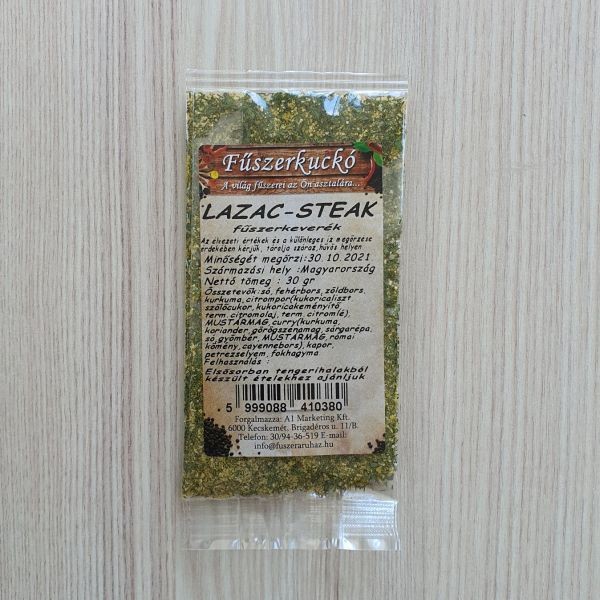 Fűszerkuckó
A világ fűszerei az Ön asztalára...
LAZAC-STEAK
fűszerkeverék
Az élvezeti értékek és a különleges íz megőrzése
érdekében kérjük, tárolja száraz,hűvös helyen
Minőségét megőrzi:30.10.2021
Származási hely :Magyarország
Nettó tömeg : 30 gr
Összetevők:só, fehérbors, zöldbors,
kurkuma,citrompor(kukoricaliszt,
szőlőcukor, kukoricakeményítő,
term.citromolaj, term.citromlé),
MUSTÁRMAG,curry(kurkuma,
koriander,görögszénamag, sárgarépa,
só,gyömbér,MUSTÁRMAG,római
kömény,cayennebors),kapor,
petrezselyem, fokhagyma
Felhasználás :
Elsősorban tengerihalakból
készült ételekhez ajánljuk
5 999088 410380
Forgalmazza: A1 Marketing Kft.
6000 Kecskemét, Brigadéros u. 11/B.
Telefon: 30/94-36-519 E-mail:
info@fuszeraruhaz.hu